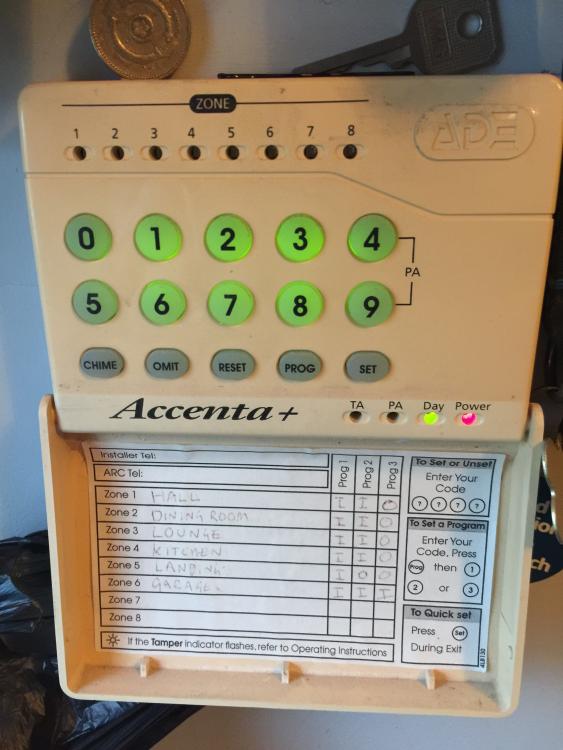 ZONE
1 2 3 4 5 6 7 8
ADE
0 1 2 3 4
PA
5 6 7 8 9
CHIME OMIT RESET PROG SET
Accenta+
TA PA Day Power
Installer Tel:
ARC Tel:
Prog 1 Prog 2 Prog 3
Zone 1 HALL I I O
Zone 2 DINING ROOM I I O
Zone 3 LOUNGE I I O
Zone 4 KITCHEN I I O
Zone 5 LANDING I O O
Zone 6 GARAGE I I I
Zone 7
Zone 8
If the Tamper indicator flashes, refer to Operating Instructions
To Set or Unset
Enter Your
Code
? ? ? ?
To Set a Program
Enter Your
Code, Press
Prog then 1
2 or 3
To Quick set
Press Set
During Exit
4LB130